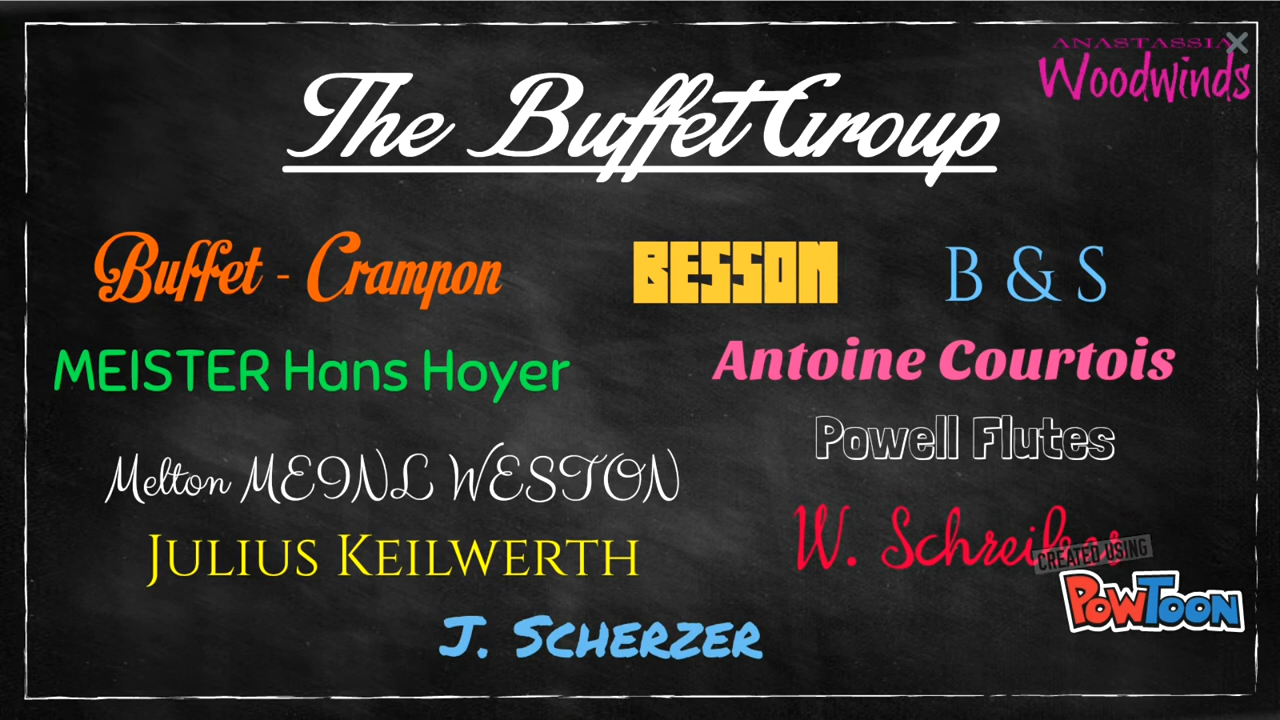 ANASTASSIA
Woodwinds
The Buffet Group
Buffet - Crampon
BESSON
B & S
MEISTER Hans Hoyer
Antoine Courtois
Powell Flutes
Melton MEINL WESTON
W. Schreiber
JULIUS KEILWERTH
CREATED USING
POWTOON
J. SCHERZER